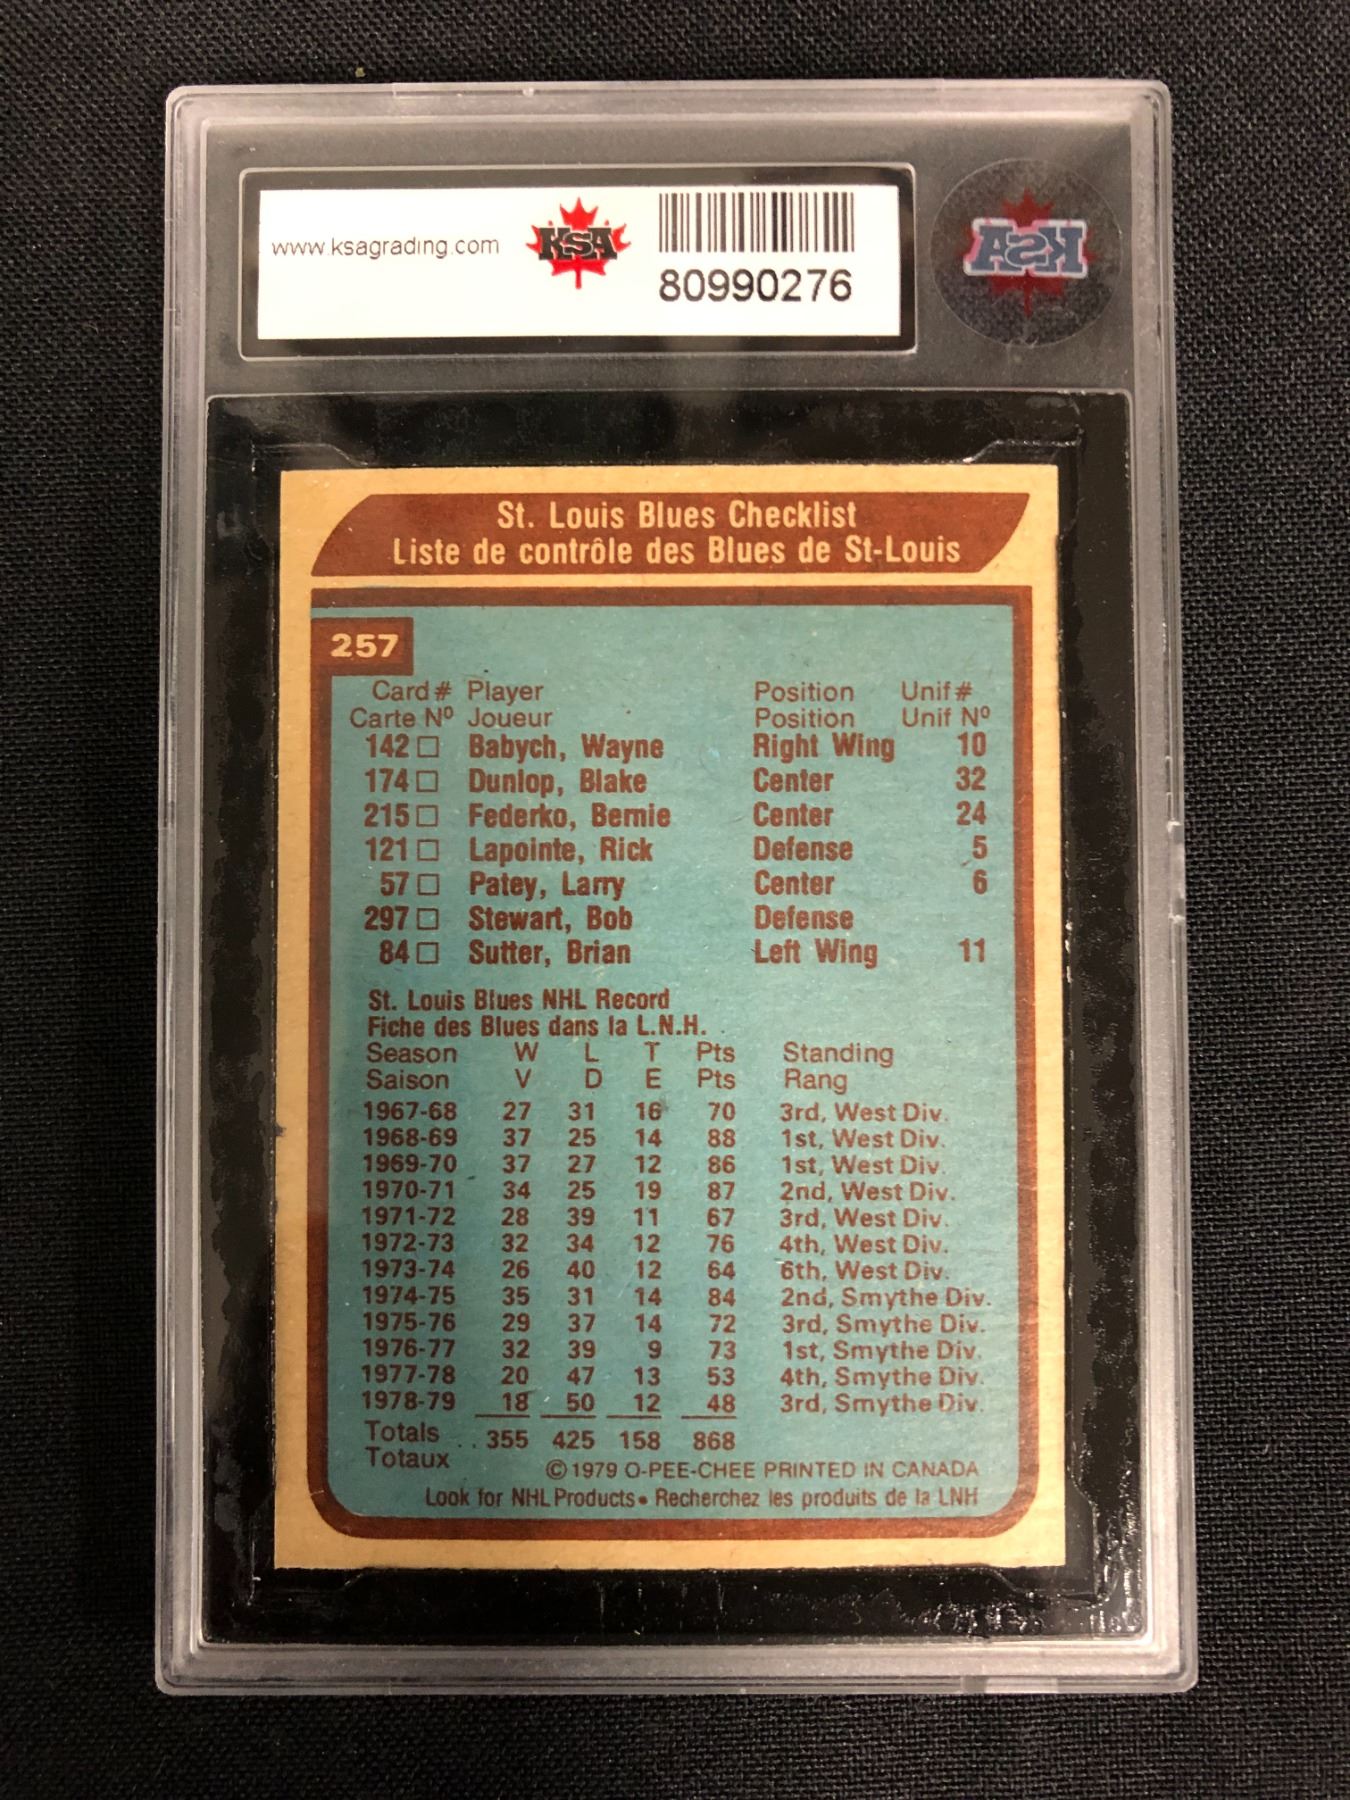 www.ksagrading.com
KSA
80990276
KSA
St. Louis Blues Checklist
Liste de contrôle des Blues de St-Louis
257
Card # Player Position Unif #
Carte Nº Joueur Position Unif Nº
142 □ Babych, Wayne Right Wing 10
174 □ Dunlop, Blake Center 32
215 □ Federko, Bernie Center 24
121 □ Lapointe, Rick Defense 5
57 □ Patey, Larry Center 6
297 □ Stewart, Bob Defense
84 □ Sutter, Brian Left Wing 11
St. Louis Blues NHL Record
Fiche des Blues dans la L.N.H.
Season W L T Pts Standing
Saison V D E Pts Rang
1967-68 27 31 16 70 3rd, West Div.
1968-69 37 25 14 88 1st, West Div.
1969-70 37 27 12 86 1st, West Div.
1970-71 34 25 19 87 2nd, West Div.
1971-72 28 39 11 67 3rd, West Div.
1972-73 32 34 12 76 4th, West Div.
1973-74 26 40 12 64 6th, West Div.
1974-75 35 31 14 84 2nd, Smythe Div.
1975-76 29 37 14 72 3rd, Smythe Div.
1976-77 32 39 9 73 1st, Smythe Div.
1977-78 20 47 13 53 4th, Smythe Div.
1978-79 18 50 12 48 3rd, Smythe Div.
Totals
Totaux 355 425 158 868
© 1979 O-PEE-CHEE PRINTED IN CANADA
Look for NHL Products • Recherchez les produits de la LNH